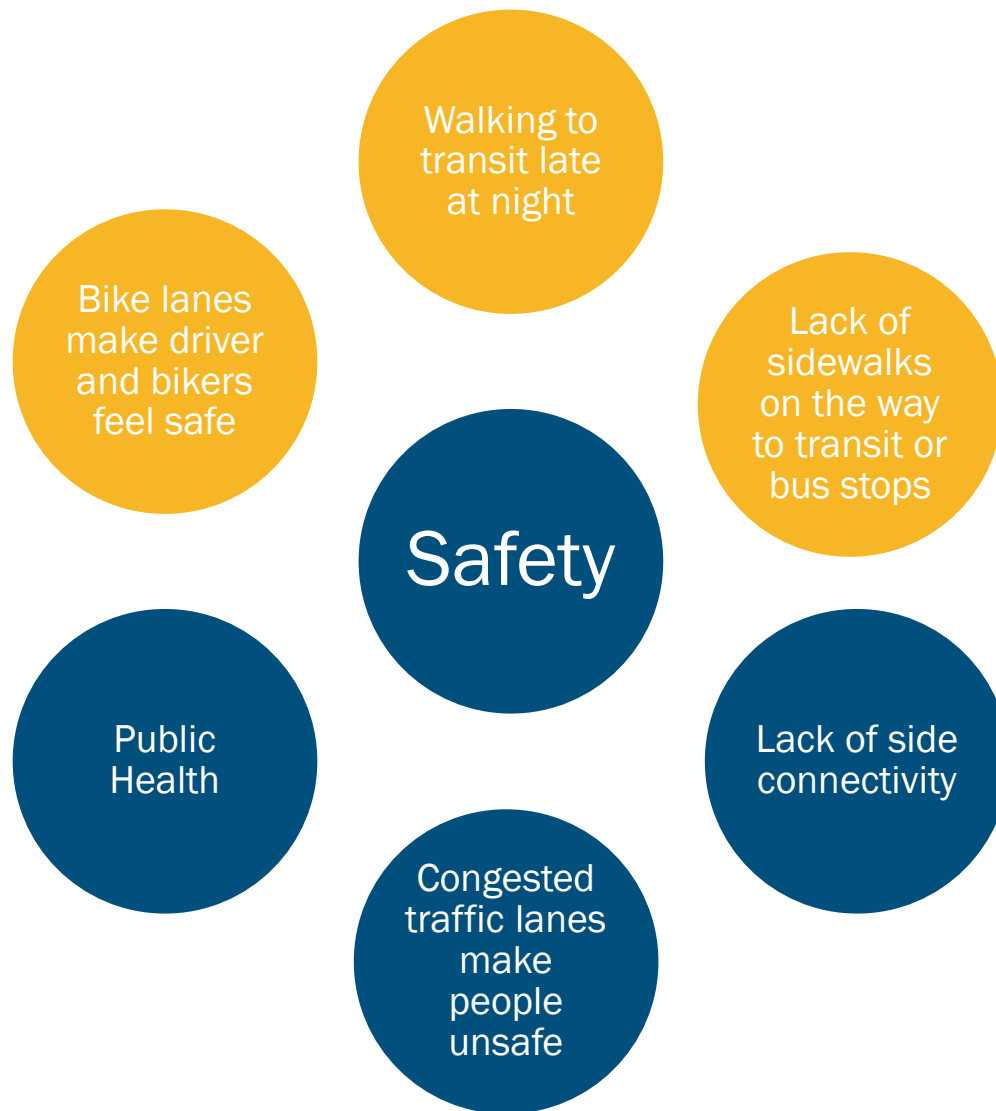 Walking to
transit late
at night
Bike lanes
make driver
and bikers
feel safe
Lack of
sidewalks
on the way
to transit or
bus stops
Safety
Public
Health
Lack of side
connectivity
Congested
traffic lanes
make
people
unsafe